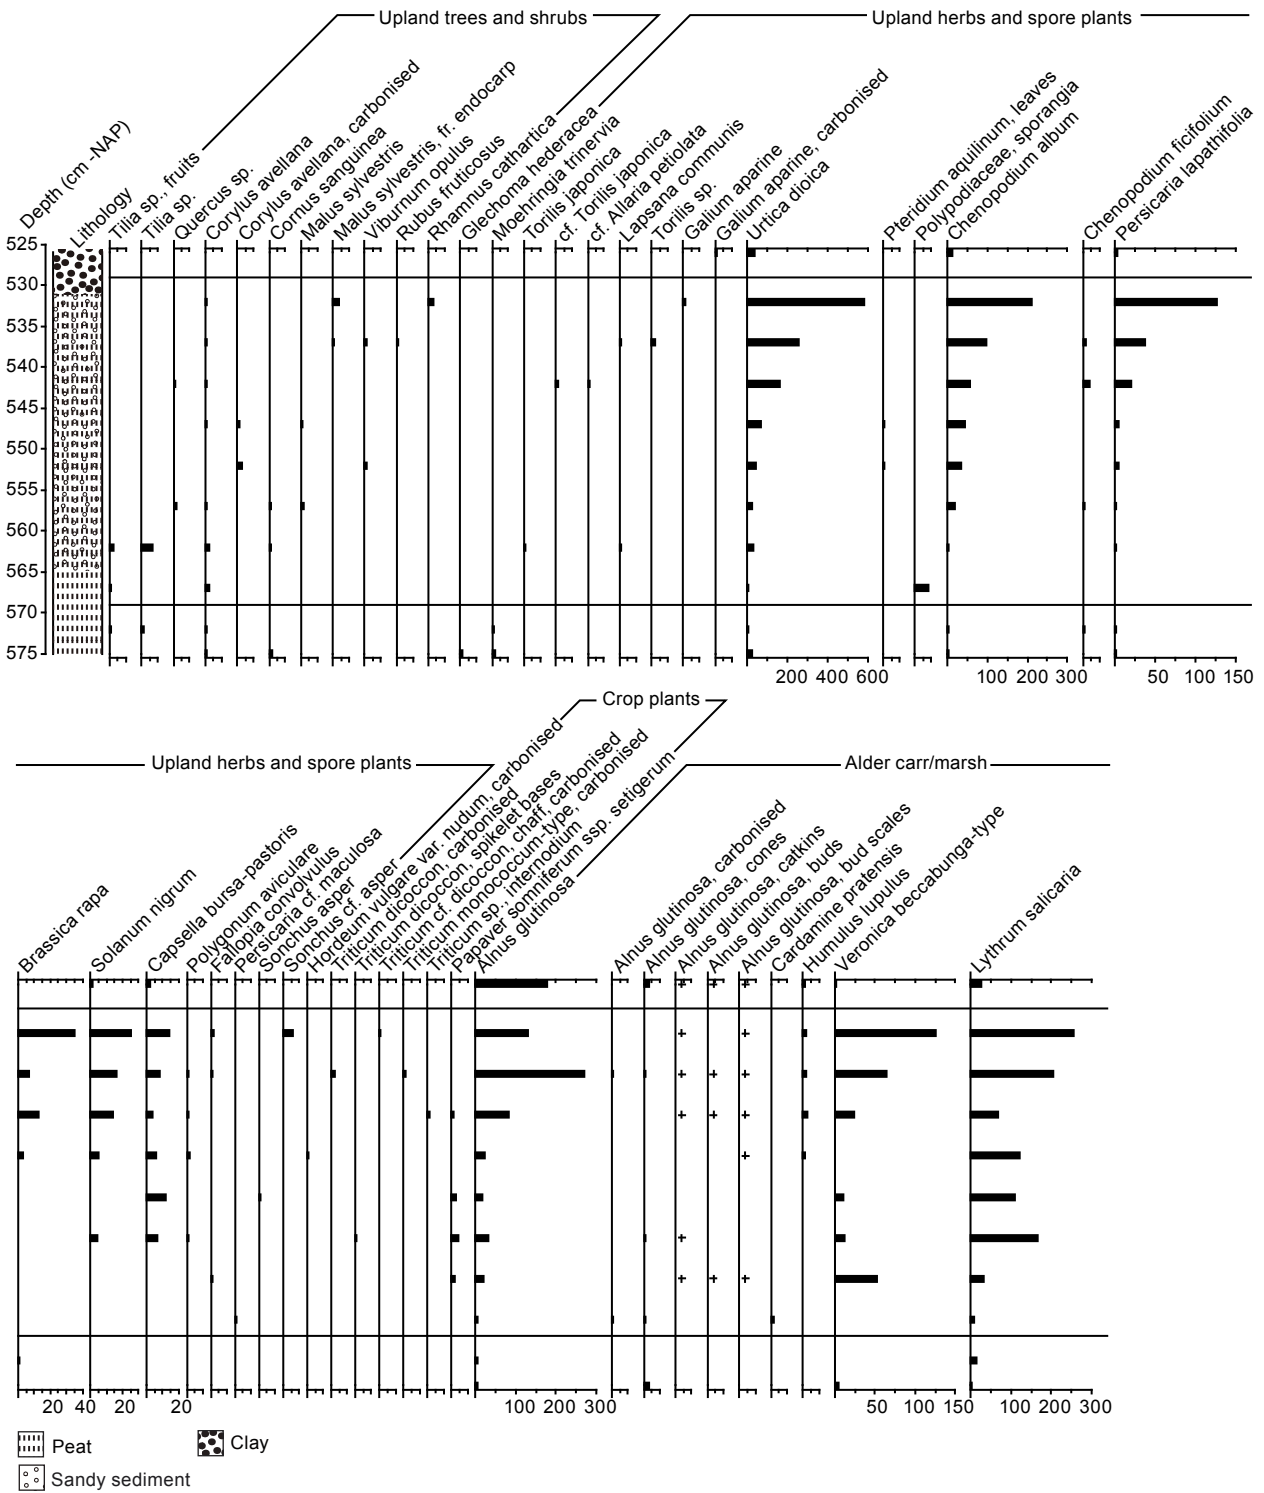 Upland trees and shrubs
Upland herbs and spore plants
Depth (cm -NAP)
Lithology
Tilia sp., fruits
Tilia sp.
Quercus sp.
Corylus avellana
Corylus avellana, carbonised
Cornus sanguinea
Malus sylvestris
Malus sylvestris, fr. endocarp
Viburnum opulus
Rubus fruticosus
Rhamnus cathartica
Glechoma hederacea
Moehringia trinervia
Torilis japonica
cf. Torilis japonica
cf. Allaria petiolata
Lapsana communis
Torilis sp.
Galium aparine
Galium aparine, carbonised
Urtica dioica
Pteridium aquilinum, leaves
Polypodiaceae, sporangia
Chenopodium album
Chenopodium ficifolium
Persicaria lapathifolia
525
530
535
540
545
550
555
560
565
570
575
200 400 600
100 200 300
50 100 150
Crop plants
Upland herbs and spore plants
Alder carr/marsh
Brassica rapa
Solanum nigrum
Capsella bursa-pastoris
Polygonum aviculare
Fallopia convolvulus
Persicaria cf. maculosa
Sonchus asper
Sonchus cf. asper
Hordeum vulgare var. nudum, carbonised
Triticum dicoccon, carbonised
Triticum dicoccon, spikelet bases
Triticum cf. dicoccon, chaff, carbonised
Triticum monococcum-type, carbonised
Triticum sp., internodium
Papaver somniferum ssp. setigerum
Alnus glutinosa
Alnus glutinosa, carbonised
Alnus glutinosa, cones
Alnus glutinosa, catkins
Alnus glutinosa, buds
Alnus glutinosa, bud scales
Cardamine pratensis
Humulus lupulus
Veronica beccabunga-type
Lythrum salicaria
+ + +
+ +
+ + +
+ + +
+
+
+ + +
20 40 20 20 100 200 300 50 100 150 100 200 300
Peat
Clay
Sandy sediment